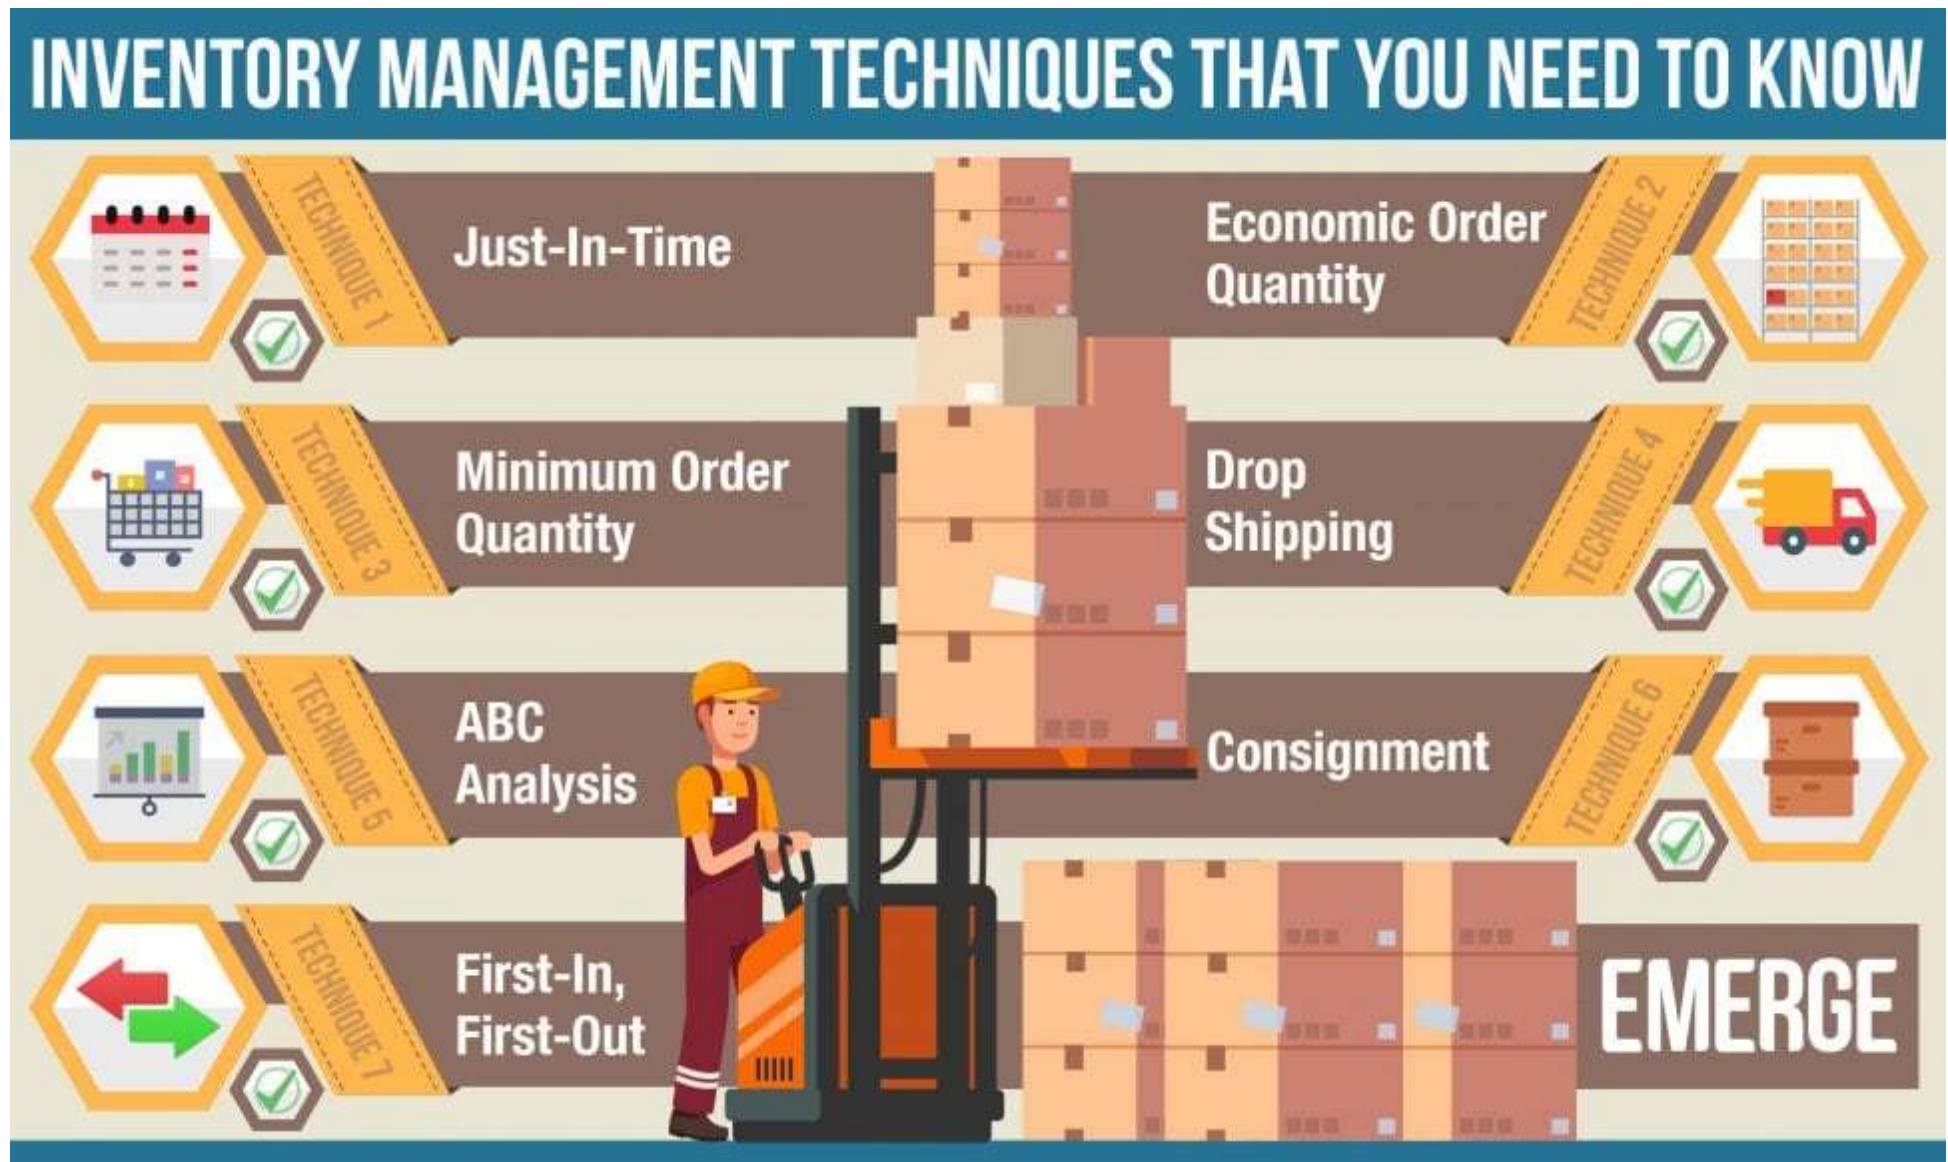 INVENTORY MANAGEMENT TECHNIQUES THAT YOU NEED TO KNOW
TECHNIQUE 1
Just-In-Time
Economic Order
Quantity
TECHNIQUE 2
TECHNIQUE 3
Minimum Order
Quantity
Drop
Shipping
TECHNIQUE 4
TECHNIQUE 5
ABC
Analysis
Consignment
TECHNIQUE 6
TECHNIQUE 7
First-In,
First-Out
EMERGE